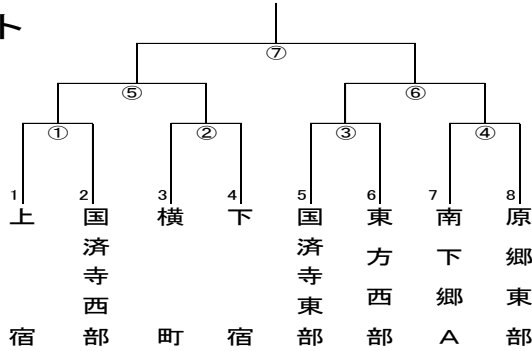 ト
⑦
⑤ ⑥
① ② ③ ④
1 2 3 4 5 6 7 8
上宿
国済寺西部
横町
下宿
国済寺東部
東方西部
南下郷A
原郷東部